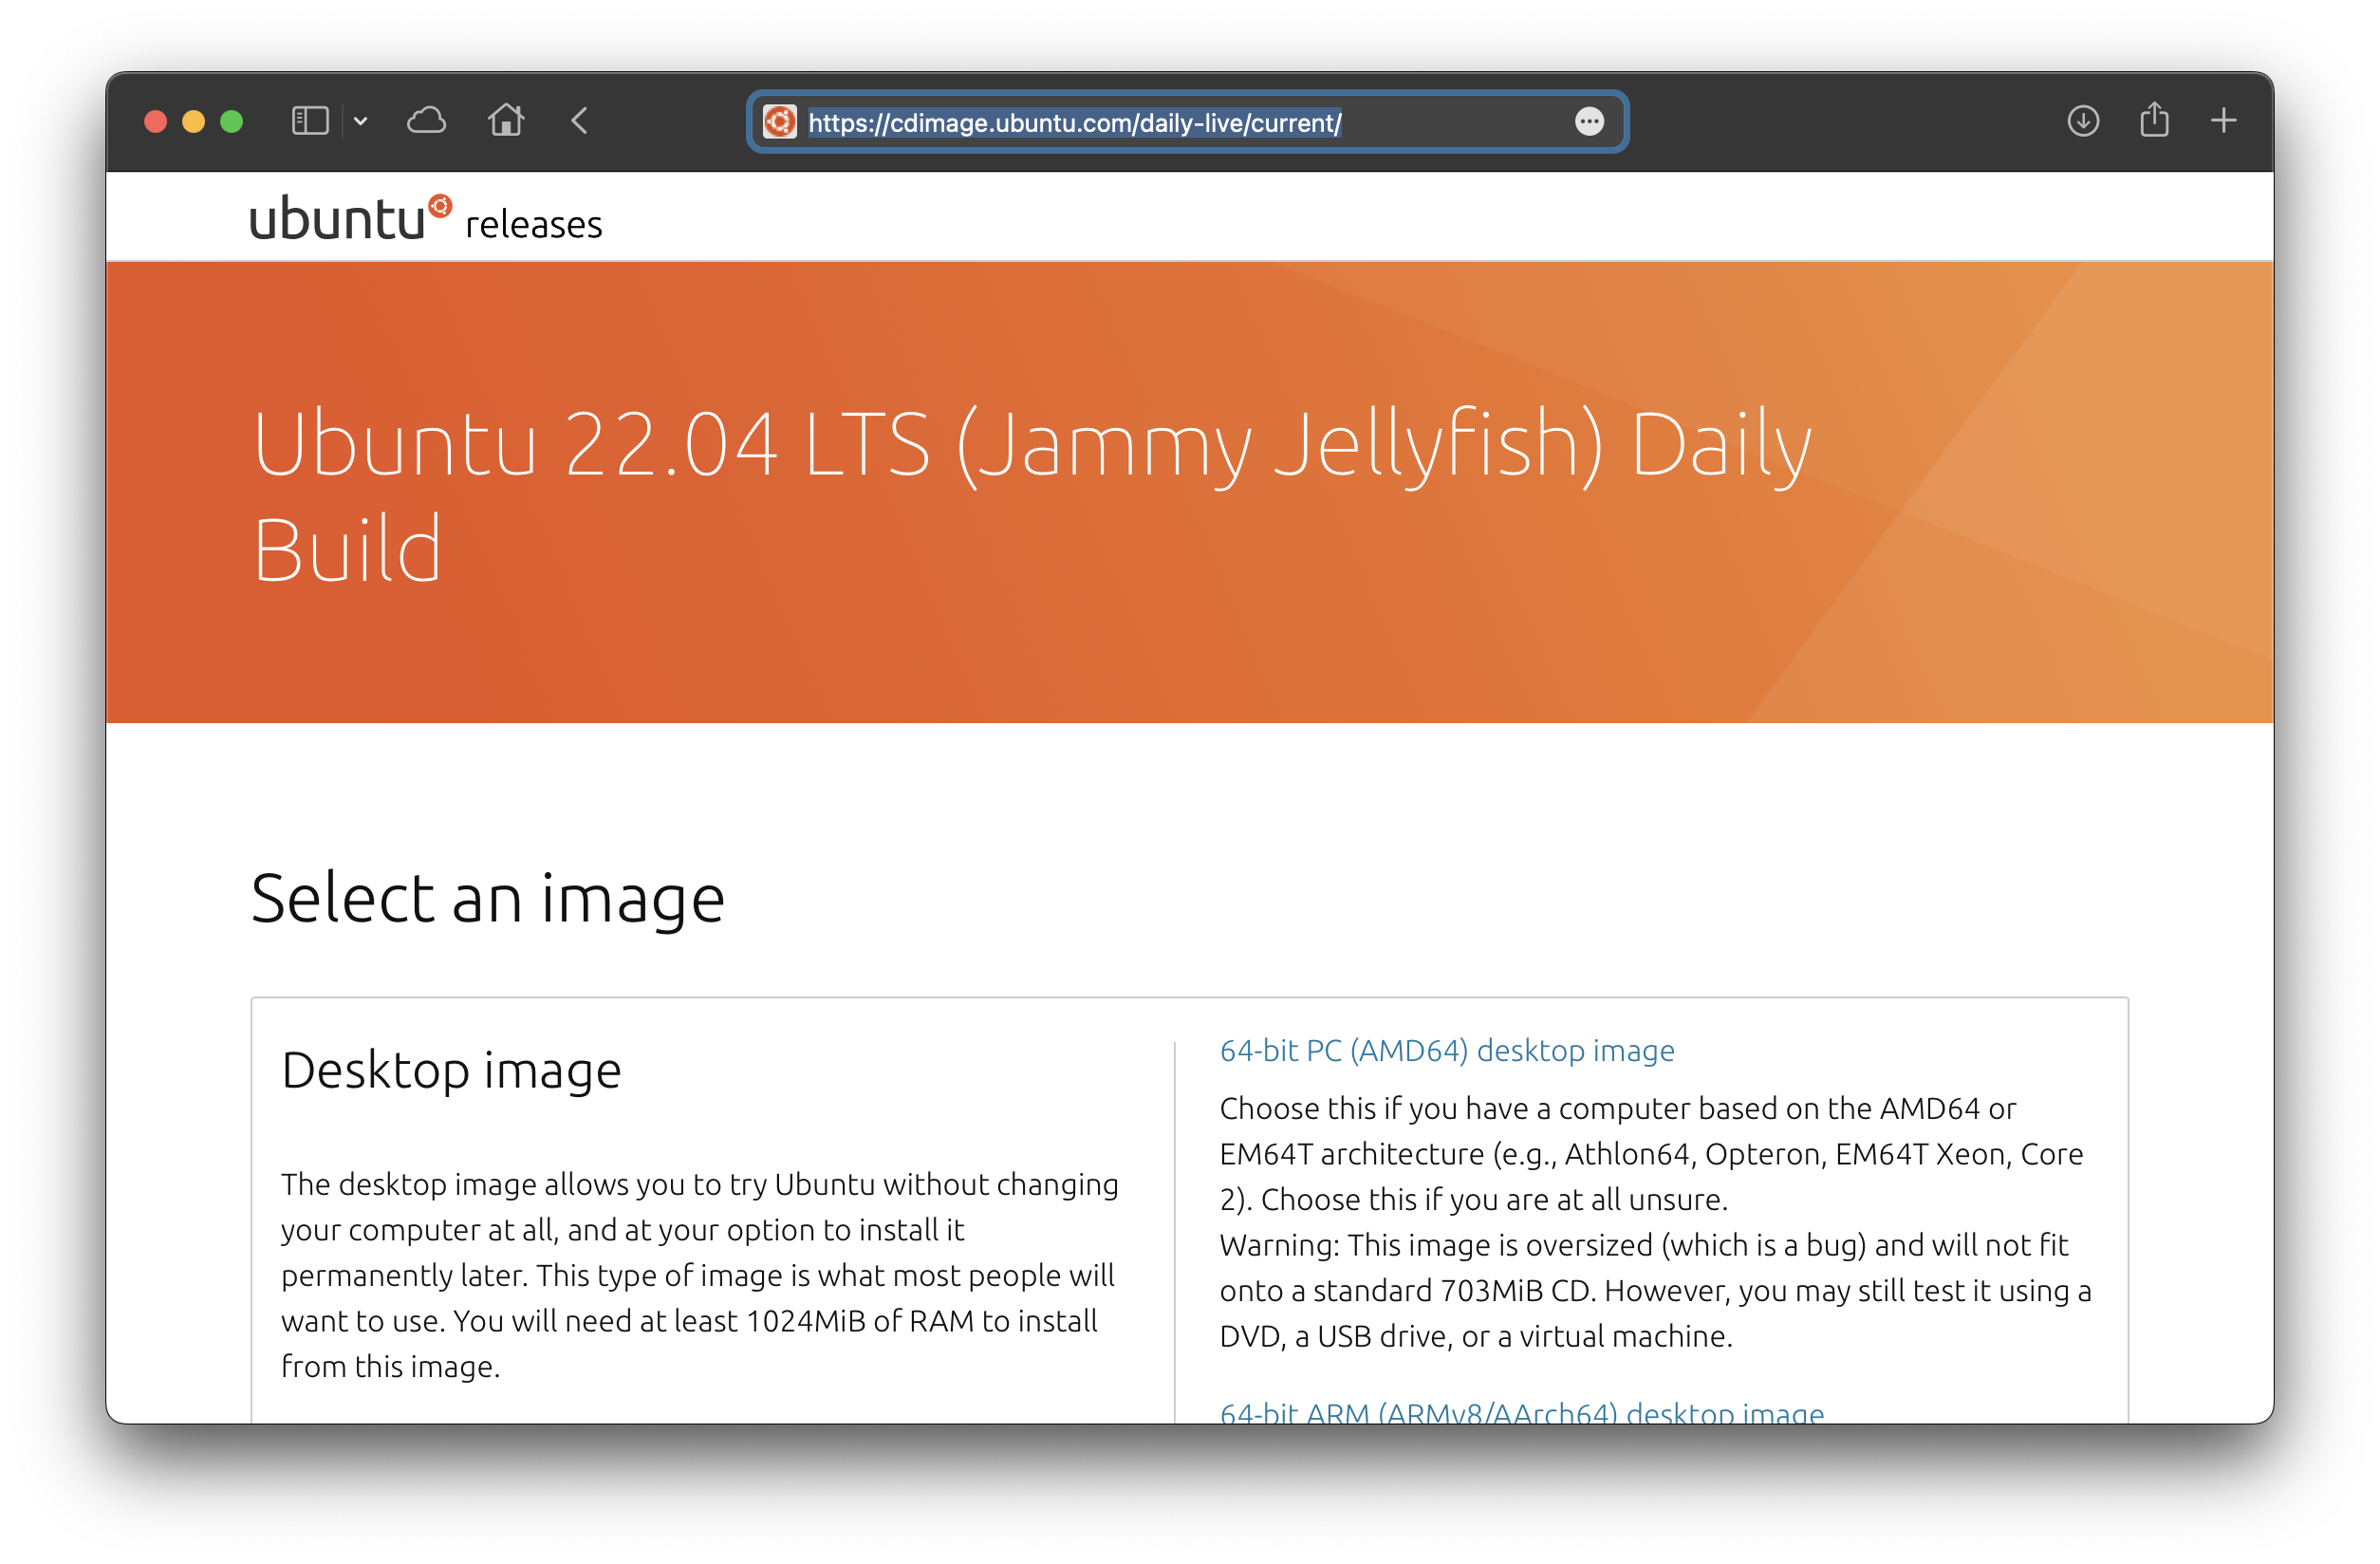 https://cdimage.ubuntu.com/daily-live/current/
ubuntu releases
Ubuntu 22.04 LTS (Jammy Jellyfish) Daily
Build
Select an image
Desktop image
The desktop image allows you to try Ubuntu without changing
your computer at all, and at your option to install it
permanently later. This type of image is what most people will
want to use. You will need at least 1024MiB of RAM to install
from this image.
64-bit PC (AMD64) desktop image
Choose this if you have a computer based on the AMD64 or
EM64T architecture (e.g., Athlon64, Opteron, EM64T Xeon, Core
2). Choose this if you are at all unsure.
Warning: This image is oversized (which is a bug) and will not fit
onto a standard 703MiB CD. However, you may still test it using a
DVD, a USB drive, or a virtual machine.
64-bit ARM (ARMv8/AArch64) desktop image